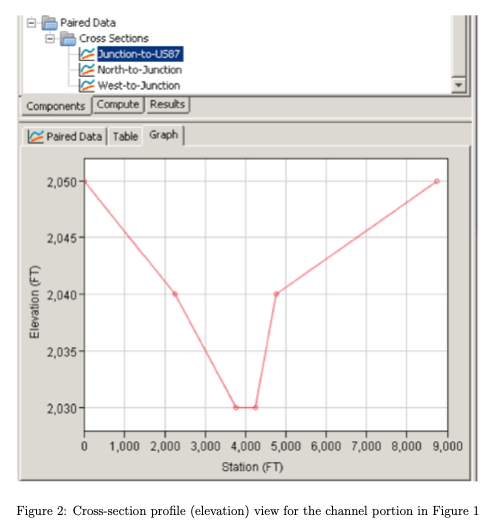 Paired Data
Cross Sections
Junction-to-US87
North-to-Junction
West-to-Junction
Components Compute Results
Paired Data Table Graph
2,050
2,045
2,040
2,035
2,030
Elevation (FT)
0 1,000 2,000 3,000 4,000 5,000 6,000 7,000 8,000 9,000
Station (FT)
Figure 2: Cross-section profile (elevation) view for the channel portion in Figure 1